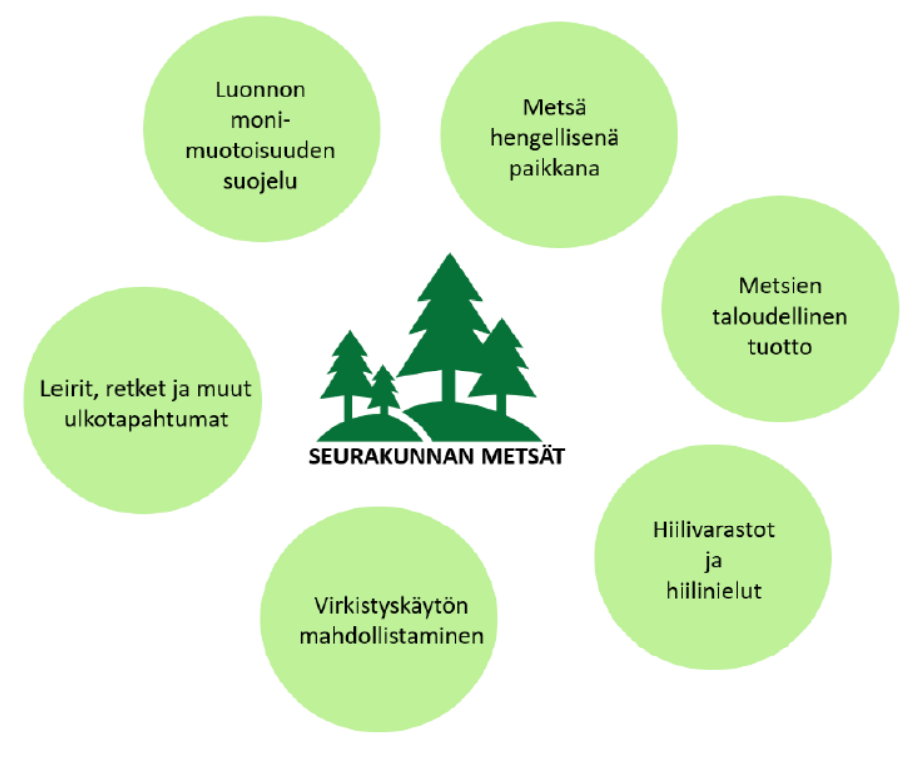 Luonnon
moni-
muotoisuuden
suojelu
Metsä
hengellisenä
paikkana
Metsien
taloudellinen
tuotto
Hiilivarastot
ja
hiilinielut
Virkistyskäytön
mahdollistaminen
Leirit, retket ja muut
ulkotapahtumat
SEURAKUNNAN METSÄT